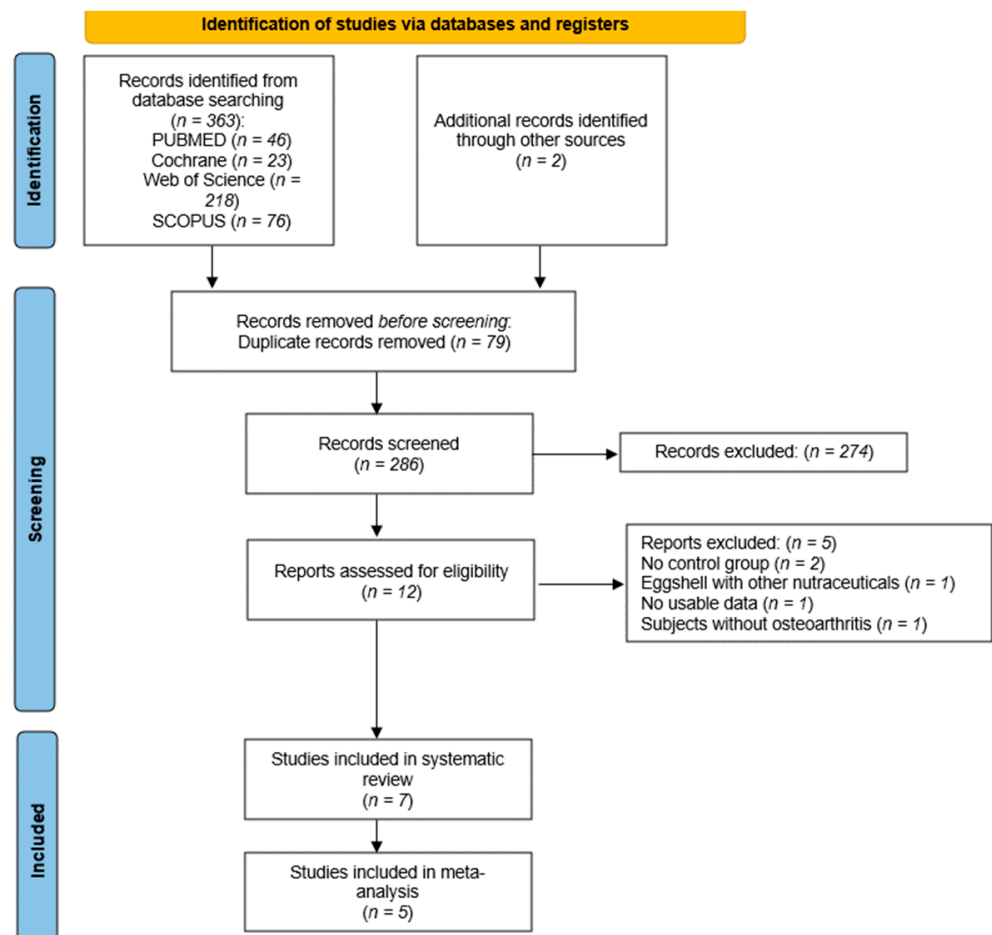 Identification of studies via databases and registers
Identification
Records identified from
database searching
(n = 363):
PUBMED (n = 46)
Cochrane (n = 23)
Web of Science (n =
218)
SCOPUS (n = 76)
Additional records identified
through other sources
(n = 2)
Screening
Records removed before screening:
Duplicate records removed (n = 79)
Records screened
(n = 286)
Records excluded: (n = 274)
Reports assessed for eligibility
(n = 12)
Reports excluded: (n = 5)
No control group (n = 2)
Eggshell with other nutraceuticals (n = 1)
No usable data (n = 1)
Subjects without osteoarthritis (n = 1)
Included
Studies included in systematic
review
(n = 7)
Studies included in meta-
analysis
(n = 5)